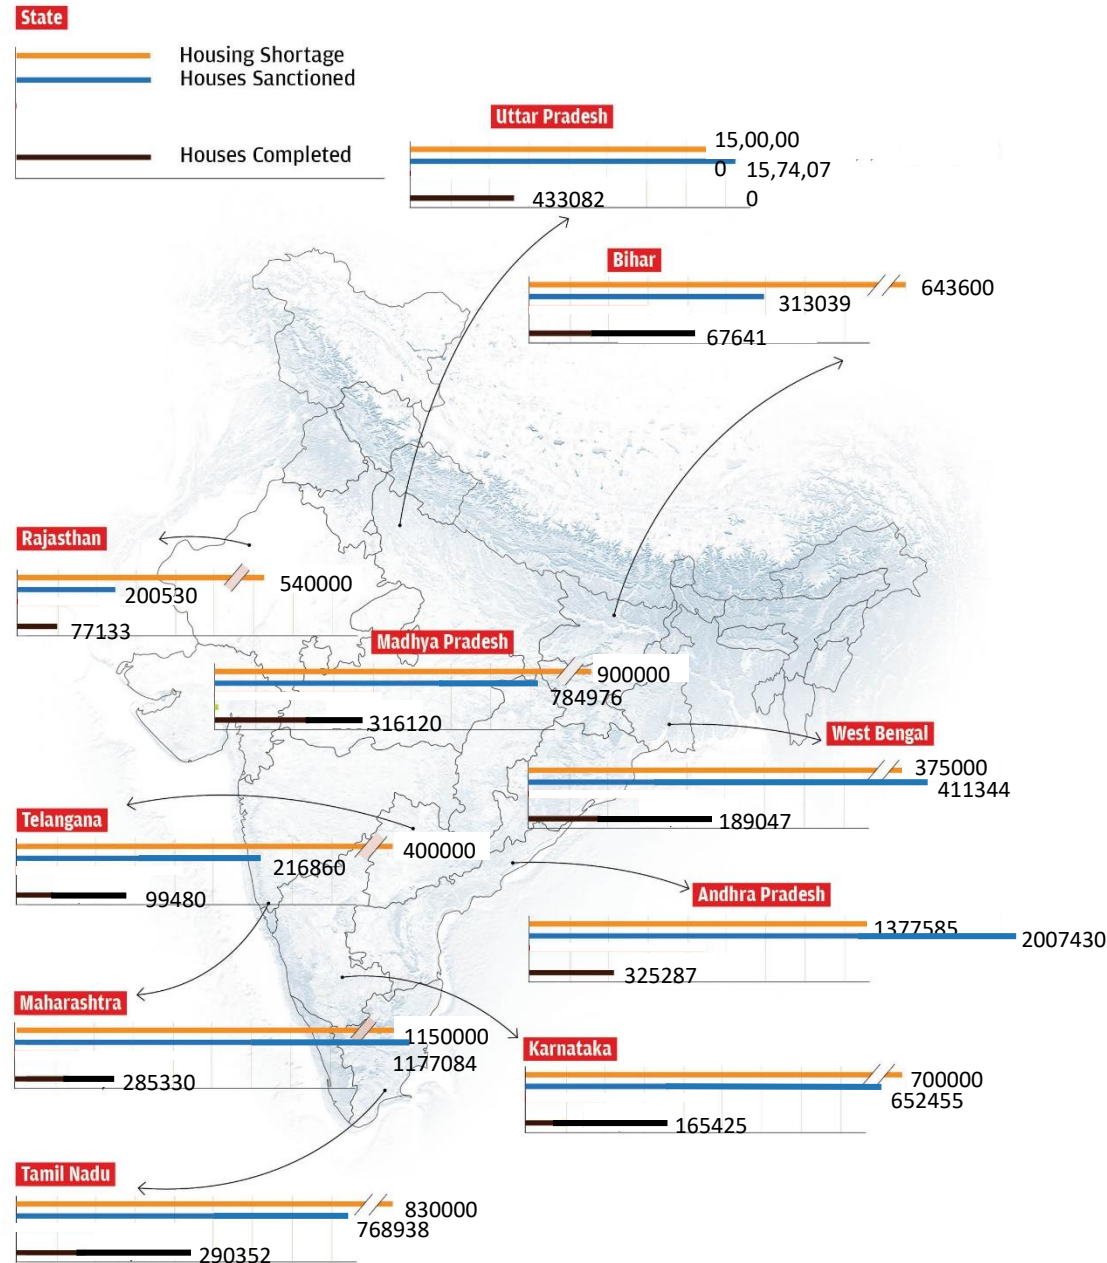 State
Housing Shortage
Houses Sanctioned
Houses Completed
Uttar Pradesh
15,00,00
0
15,74,07
0
433082
Bihar
643600
313039
67641
Rajasthan
540000
200530
77133
Madhya Pradesh
900000
784976
316120
West Bengal
375000
411344
189047
Telangana
400000
216860
99480
Andhra Pradesh
1377585
2007430
325287
Maharashtra
1150000
1177084
285330
Karnataka
700000
652455
165425
Tamil Nadu
830000
768938
290352